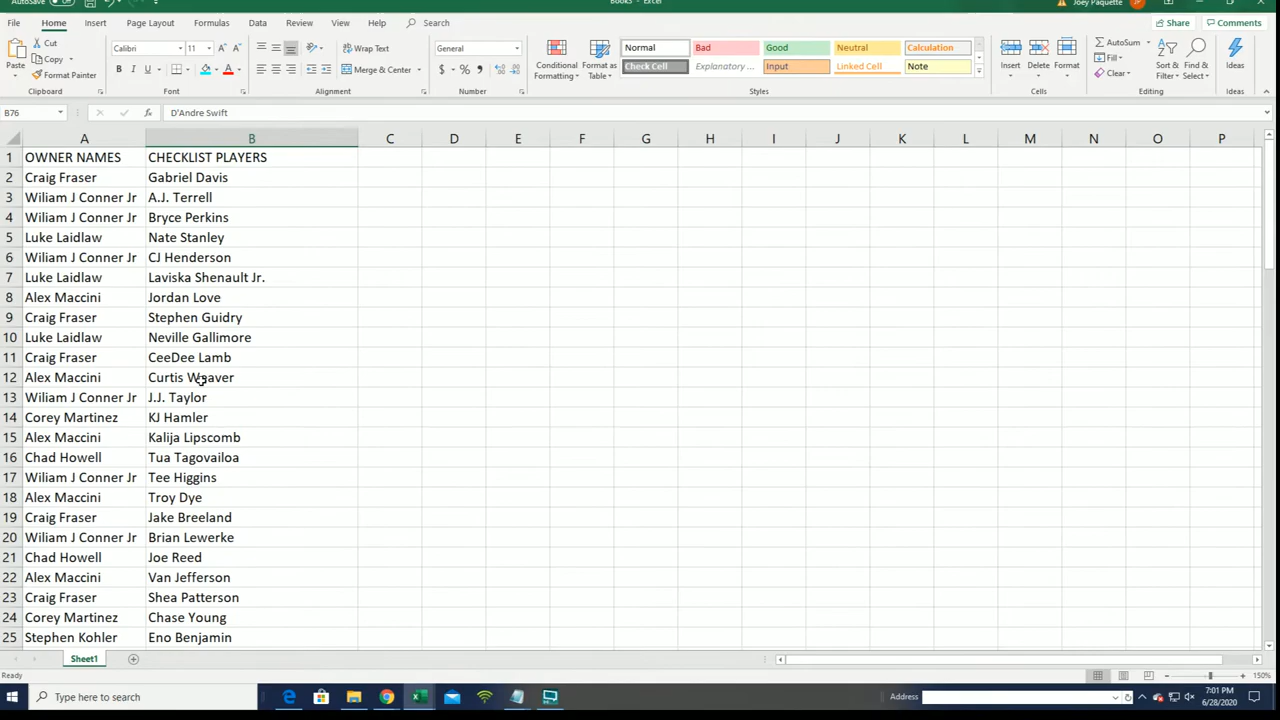 AutoSave Off Book5 - Excel Joey Paquette JP
File Home Insert Page Layout Formulas Data Review View Help Search Share Comments
Cut Calibri 11 A A Wrap Text General Normal Bad Good Neutral Calculation AutoSum
Copy Fill
Paste Format Painter B I U A Merge & Center $ % , Conditional Formatting Format as Table Check Cell Explanatory ... Input Linked Cell Note Insert Delete Format Clear Sort & Filter Find & Select Ideas
Clipboard Font Alignment Number Styles Cells Editing Ideas
B76 fx D'Andre Swift
A B C D E F G H I J K L M N O P
1 OWNER NAMES CHECKLIST PLAYERS
2 Craig Fraser Gabriel Davis
3 Wiliam J Conner Jr A.J. Terrell
4 Wiliam J Conner Jr Bryce Perkins
5 Luke Laidlaw Nate Stanley
6 Wiliam J Conner Jr CJ Henderson
7 Luke Laidlaw Laviska Shenault Jr.
8 Alex Maccini Jordan Love
9 Craig Fraser Stephen Guidry
10 Luke Laidlaw Neville Gallimore
11 Craig Fraser CeeDee Lamb
12 Alex Maccini Curtis Weaver
13 Wiliam J Conner Jr J.J. Taylor
14 Corey Martinez KJ Hamler
15 Alex Maccini Kalija Lipscomb
16 Chad Howell Tua Tagovailoa
17 Wiliam J Conner Jr Tee Higgins
18 Alex Maccini Troy Dye
19 Craig Fraser Jake Breeland
20 Wiliam J Conner Jr Brian Lewerke
21 Chad Howell Joe Reed
22 Alex Maccini Van Jefferson
23 Craig Fraser Shea Patterson
24 Corey Martinez Chase Young
25 Stephen Kohler Eno Benjamin
Sheet1
Ready 150%
Type here to search Address 7:01 PM
6/28/2020